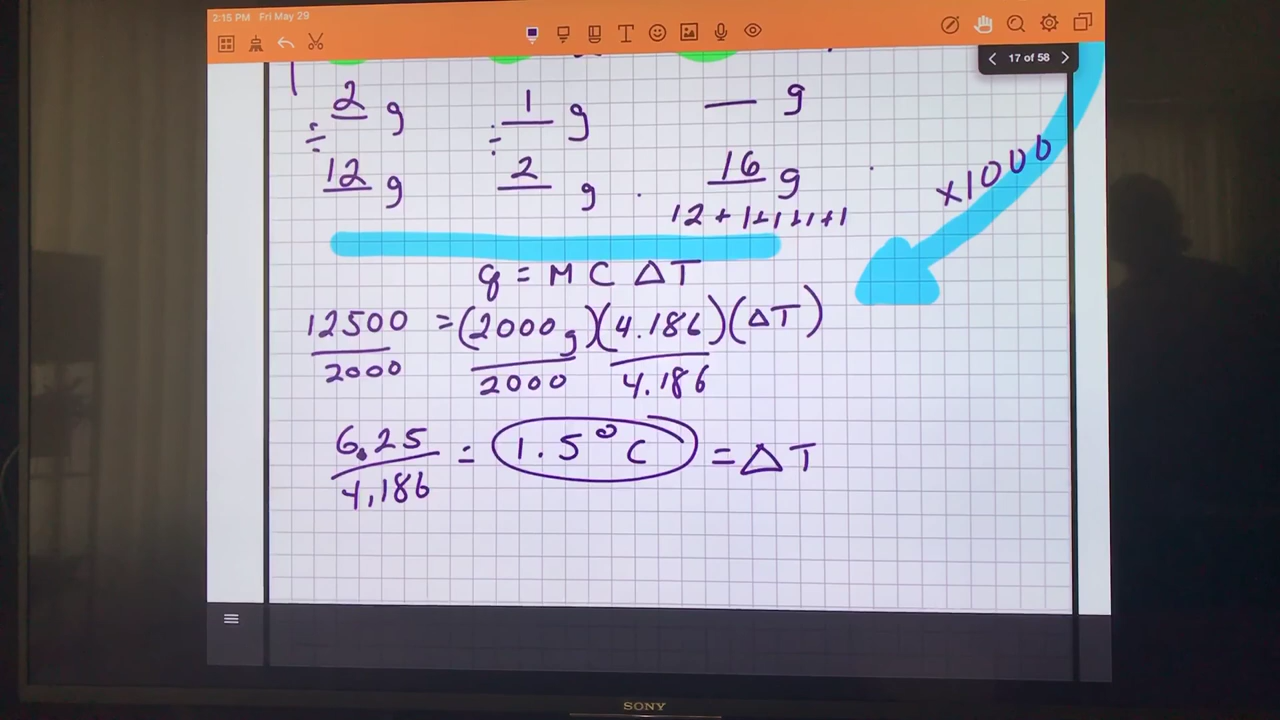 2:15 PM Fri May 29
17 of 58
2 g 1 g — g
÷ ÷
12 g 2 g . 16 g
12 + 1+1+1+1
×1000
q = M C ΔT
12500 = (2000g)(4.186)(ΔT)
2000 2000 4.186
6.25 = 1.5°C = ΔT
4.186
SONY